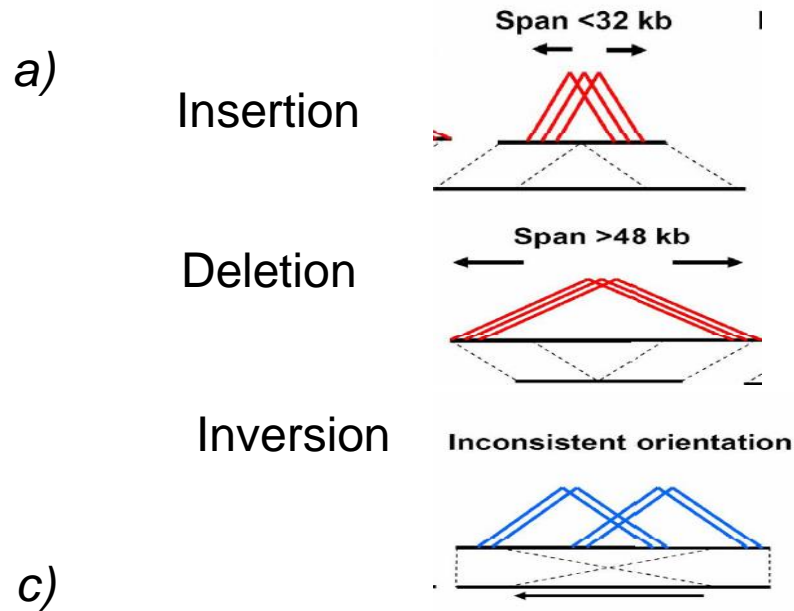 Span <32 kb
a)
Insertion
Span >48 kb
Deletion
Inversion
Inconsistent orientation
c)